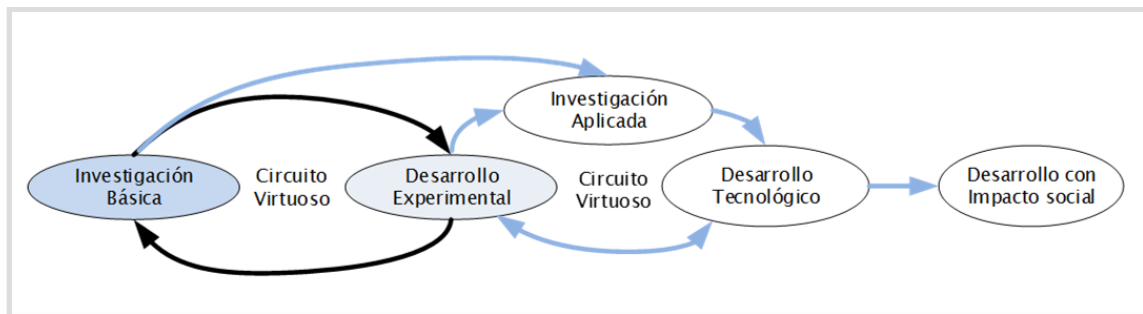 Investigación
Aplicada
Investigación
Básica
Circuito
Virtuoso
Desarrollo
Experimental
Circuito
Virtuoso
Desarrollo
Tecnológico
Desarrollo con
Impacto social